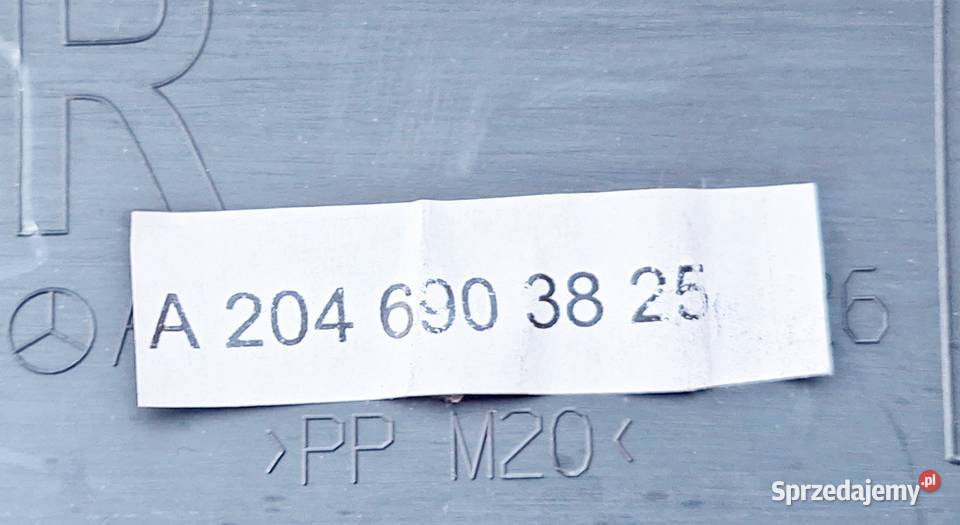 R
A 204 690 38 25
>PP M20<
Sprzedajemy.pl